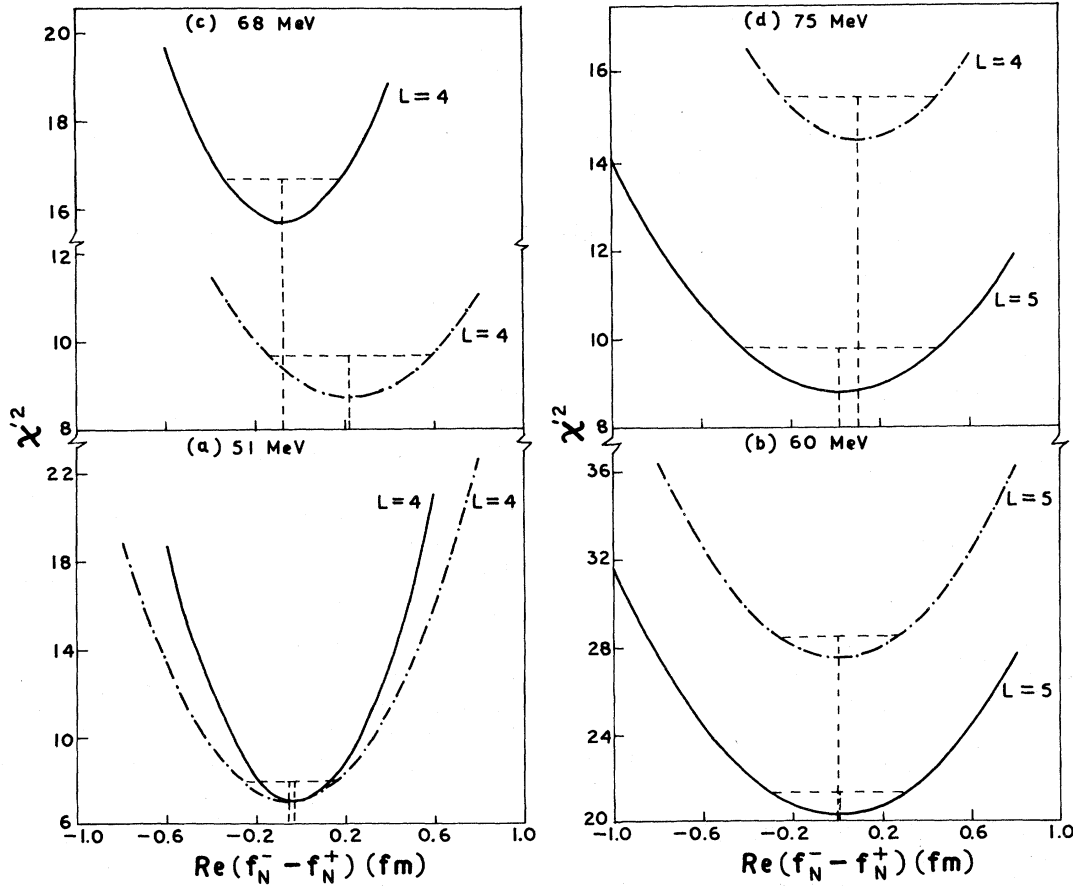 (c) 68 MeV
20
18
16
12
10
8
L=4
L=4
(d) 75 MeV
16
14
12
10
8
L=4
L=5
χ'²
χ'²
(a) 51 MeV
22
18
14
10
6
L=4
L=4
(b) 60 MeV
36
32
28
24
20
L=5
L=5
-1.0 -0.6 -0.2 0.2 0.6 1.0
-1.0 -0.6 -0.2 0.2 0.6 1.0
Re(f_N^- - f_N^+)(fm)
Re(f_N^- - f_N^+)(fm)